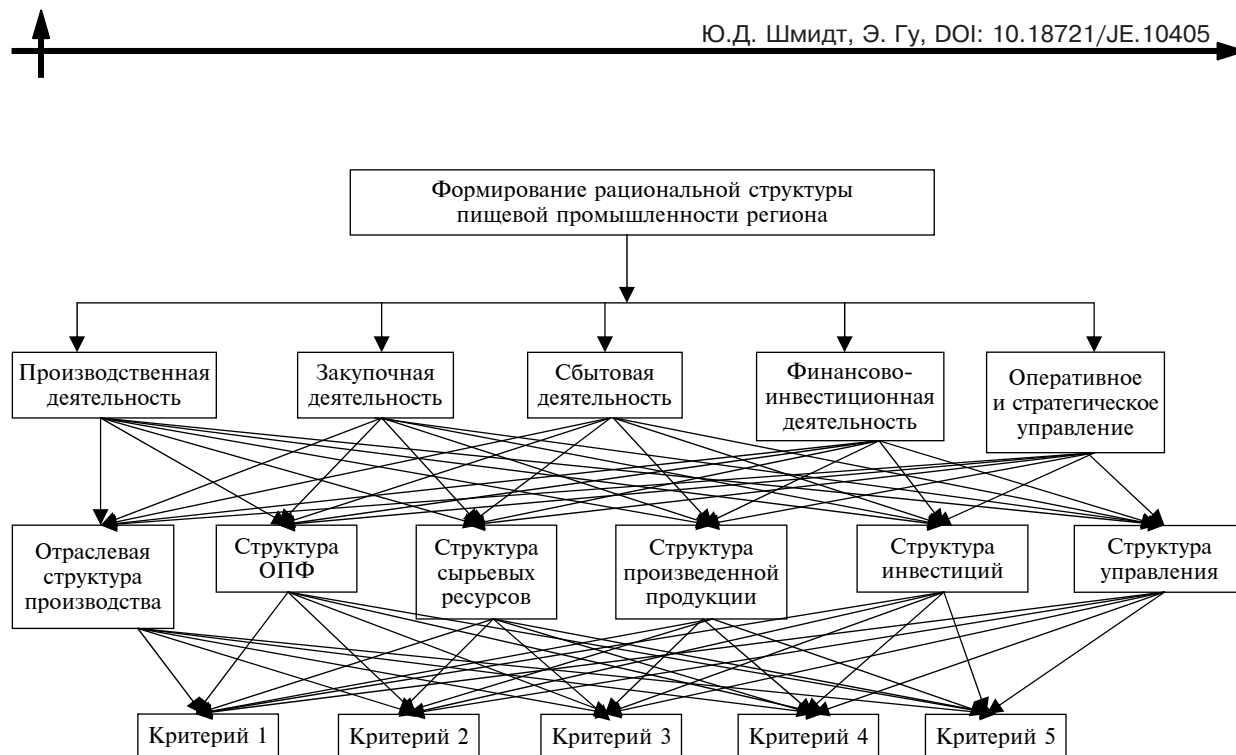 Ю.Д. Шмидт, Э. Гу, DOI: 10.18721/JE.10405
Формирование рациональной структуры
пищевой промышленности региона
Производственная
деятельность
Закупочная
деятельность
Сбытовая
деятельность
Финансово-
инвестиционная
деятельность
Оперативное
и стратегическое
управление
Отраслевая
структура
производства
Структура
ОПФ
Структура
сырьевых
ресурсов
Структура
произведенной
продукции
Структура
инвестиций
Структура
управления
Критерий 1
Критерий 2
Критерий 3
Критерий 4
Критерий 5